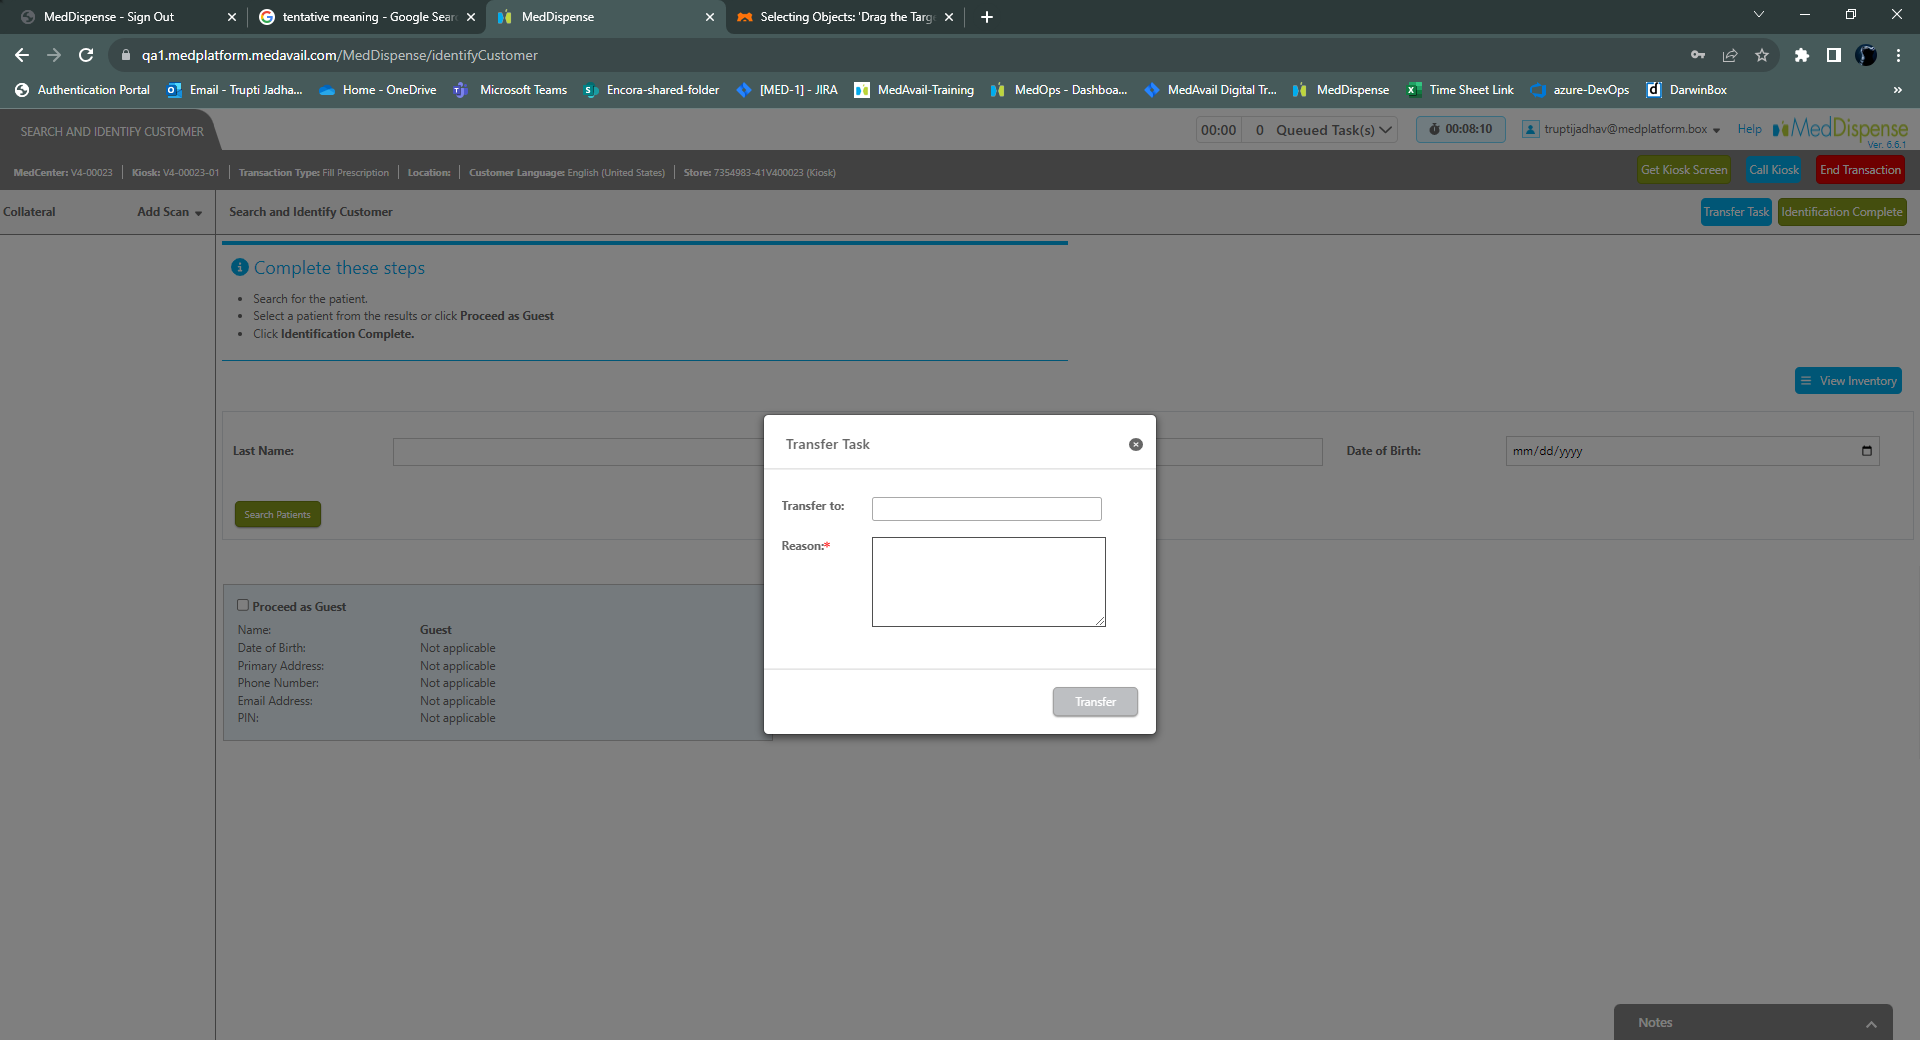 MedDispense - Sign Out
tentative meaning - Google Sear
MedDispense
Selecting Objects: 'Drag the Targ
qa1.medplatform.medavail.com/MedDispense/identifyCustomer
Authentication Portal
Email - Trupti Jadha...
Home - OneDrive
Microsoft Teams
Encora-shared-folder
[MED-1] - JIRA
MedAvail-Training
MedOps - Dashboa...
MedAvail Digital Tr...
MedDispense
Time Sheet Link
azure-DevOps
DarwinBox
»
SEARCH AND IDENTIFY CUSTOMER
00:00
0 Queued Task(s)
00:08:10
truptijadhav@medplatform.box
Help
MedDispense
Ver. 6.6.1
MedCenter: V4-00023
Kiosk: V4-00023-01
Transaction Type: Fill Prescription
Location:
Customer Language: English (United States)
Store: 7354983-41V400023 (Kiosk)
Get Kiosk Screen
Call Kiosk
End Transaction
Collateral
Add Scan
Search and Identify Customer
Transfer Task
Identification Complete
Complete these steps
• Search for the patient.
• Select a patient from the results or click Proceed as Guest
• Click Identification Complete.
View Inventory
Last Name:
Date of Birth:
mm/dd/yyyy
Search Patients
Transfer Task
Transfer to:
Reason:*
Transfer
Proceed as Guest
Name: Guest
Date of Birth: Not applicable
Primary Address: Not applicable
Phone Number: Not applicable
Email Address: Not applicable
PIN: Not applicable
Notes